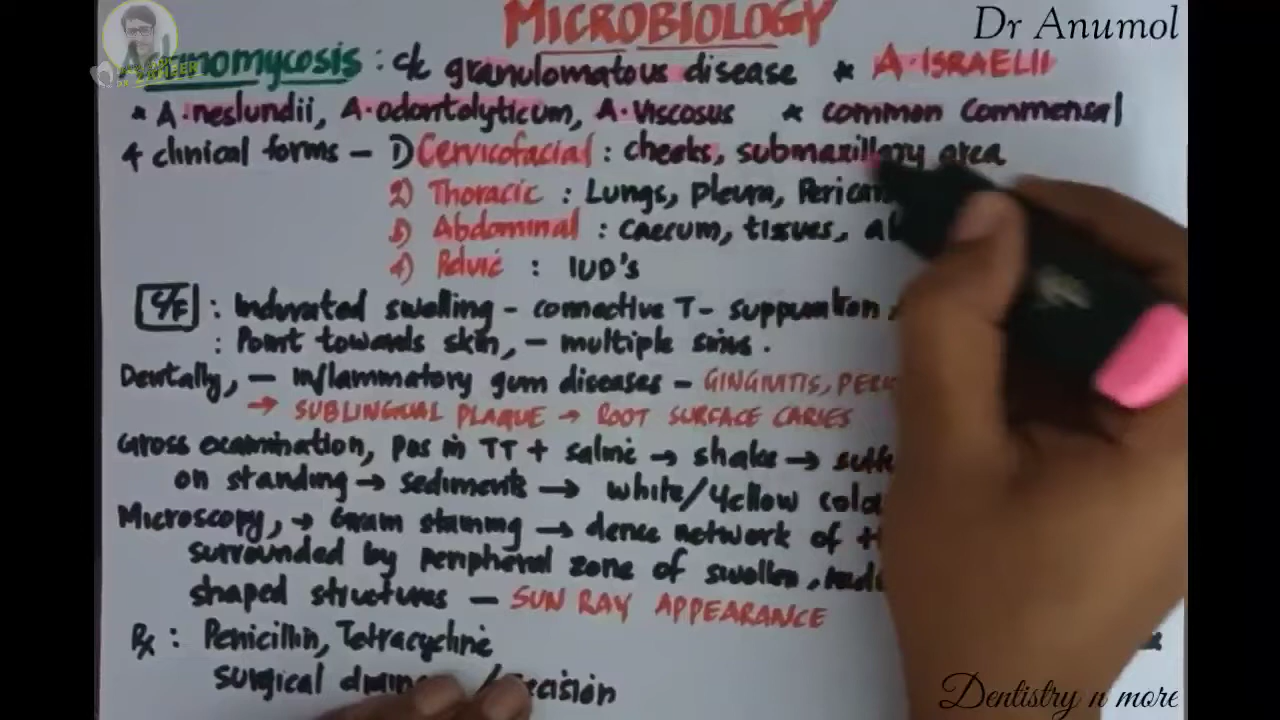 MICROBIOLOGY
Dr Anumol
Actinomycosis : c/c granulomatous disease * A. ISRAELII
* A. neslundii, A. odontolyticum, A. Viscosus * common commensal
4 clinical forms – 1) Cervicofacial : cheeks, submaxillary area
2) Thoracic : Lungs, pleura,
3) Abdominal : caecum, tissues,
4) Pelvic : IUD's
C/F : Indurated swelling – connective T – suppuration
: Point towards skin, – multiple sinus .
Dentally, – Inflammatory gum diseases – GINGIVITIS,
→ SUBLINGUAL PLAQUE → ROOT SURFACE CARIES
Gross examination, pus in TT + saline → shake →
on standing → sediments → white/yellow
Microscopy, → Gram staining → dence network of
surrounded by peripheral zone of swollen,
shaped structures – SUN RAY APPEARANCE
Rx : Penicillin, Tetracycline
surgical
Dentistry n more